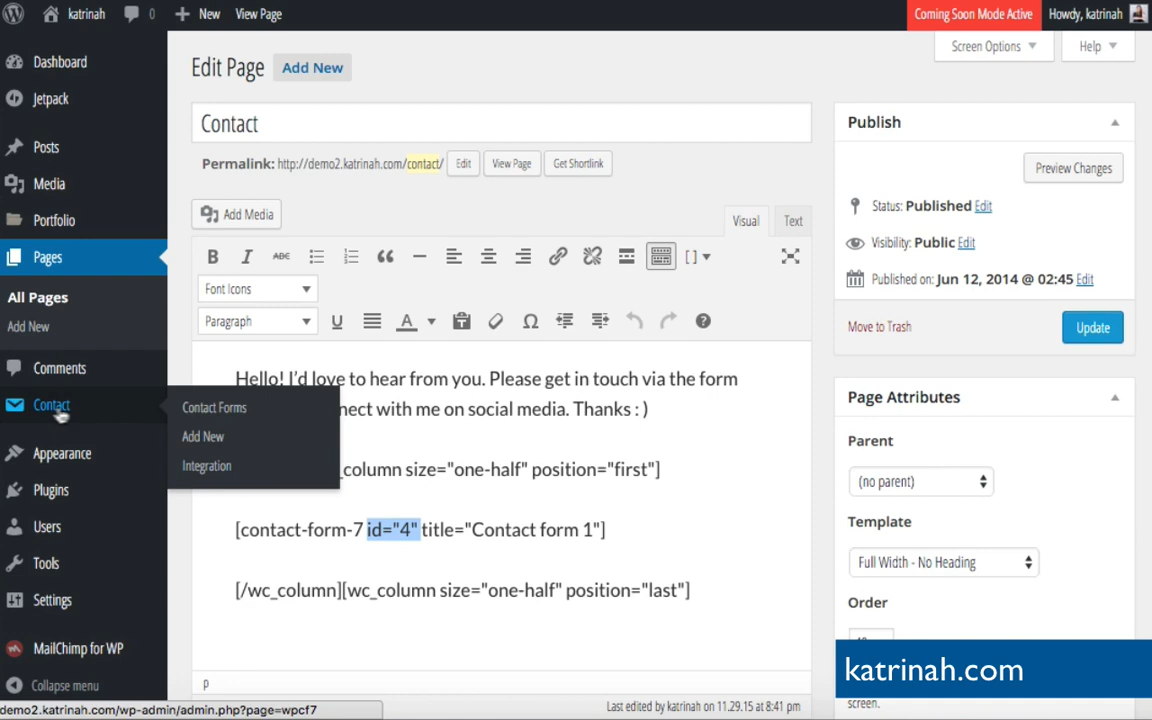 katrinah 0 New View Page Coming Soon Mode Active Howdy, katrinah
Screen Options Help
Dashboard
Jetpack
Posts
Media
Portfolio
Pages
All Pages
Add New
Comments
Contact
Contact Forms
Add New
Integration
Appearance
Plugins
Users
Tools
Settings
MailChimp for WP
Collapse menu
demo2.katrinah.com/wp-admin/admin.php?page=wpcf7
Edit Page Add New
Contact
Permalink: http://demo2.katrinah.com/contact/ Edit View Page Get Shortlink
Add Media
Visual Text
B I ABC
Font Icons
Paragraph U A Ω
Hello! I'd love to hear from you. Please get in touch via the form
nect with me on social media. Thanks : )
_column size="one-half" position="first"]
[contact-form-7 id="4" title="Contact form 1"]
[/wc_column][wc_column size="one-half" position="last"]
p
Last edited by katrinah on 11.29.15 at 8:41 pm
Publish
Preview Changes
Status: Published Edit
Visibility: Public Edit
Published on: Jun 12, 2014 @ 02:45 Edit
Move to Trash Update
Page Attributes
Parent
(no parent)
Template
Full Width - No Heading
Order
katrinah.com
screen.